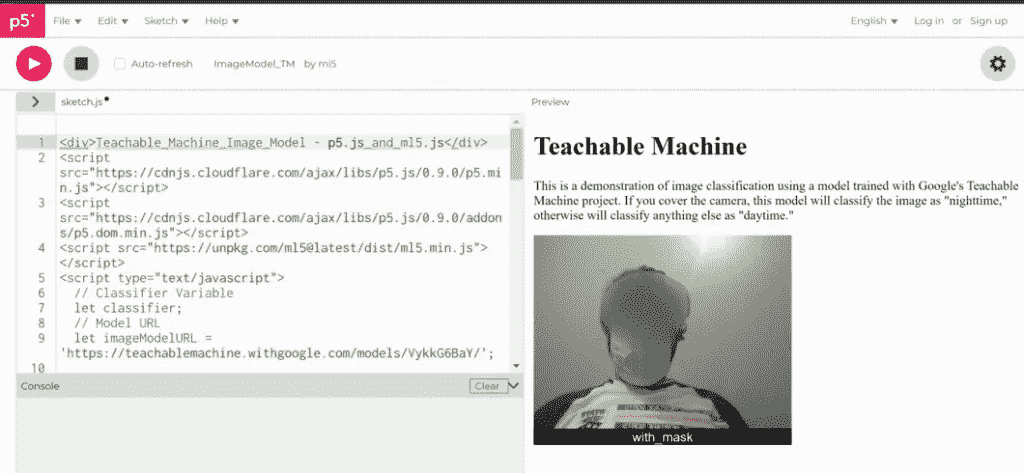 p5*
File Edit Sketch Help
English Log in or Sign up
Auto-refresh ImageModel_TM by ml5
sketch.js
Preview
1 <div>Teachable_Machine_Image_Model - p5.js_and_ml5.js</div>
2 <script
src="https://cdnjs.cloudflare.com/ajax/libs/p5.js/0.9.0/p5.mi
n.js"></script>
3 <script
src="https://cdnjs.cloudflare.com/ajax/libs/p5.js/0.9.0/addon
s/p5.dom.min.js"></script>
4 <script src="https://unpkg.com/ml5@latest/dist/ml5.min.js">
</script>
5 <script type="text/javascript">
6 // Classifier Variable
7 let classifier;
8 // Model URL
9 let imageModelURL =
'https://teachablemachine.withgoogle.com/models/VykkG6BaY/';
10
Console
Clear
Teachable Machine
This is a demonstration of image classification using a model trained with Google's Teachable
Machine project. If you cover the camera, this model will classify the image as "nighttime,"
otherwise will classify anything else as "daytime."
with_mask